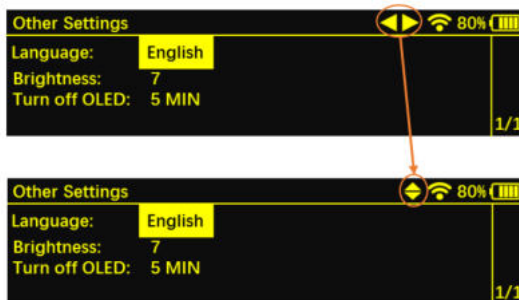 Other Settings 80%
Language: English
Brightness: 7
Turn off OLED: 5 MIN
1/1
Other Settings 80%
Language: English
Brightness: 7
Turn off OLED: 5 MIN
1/1